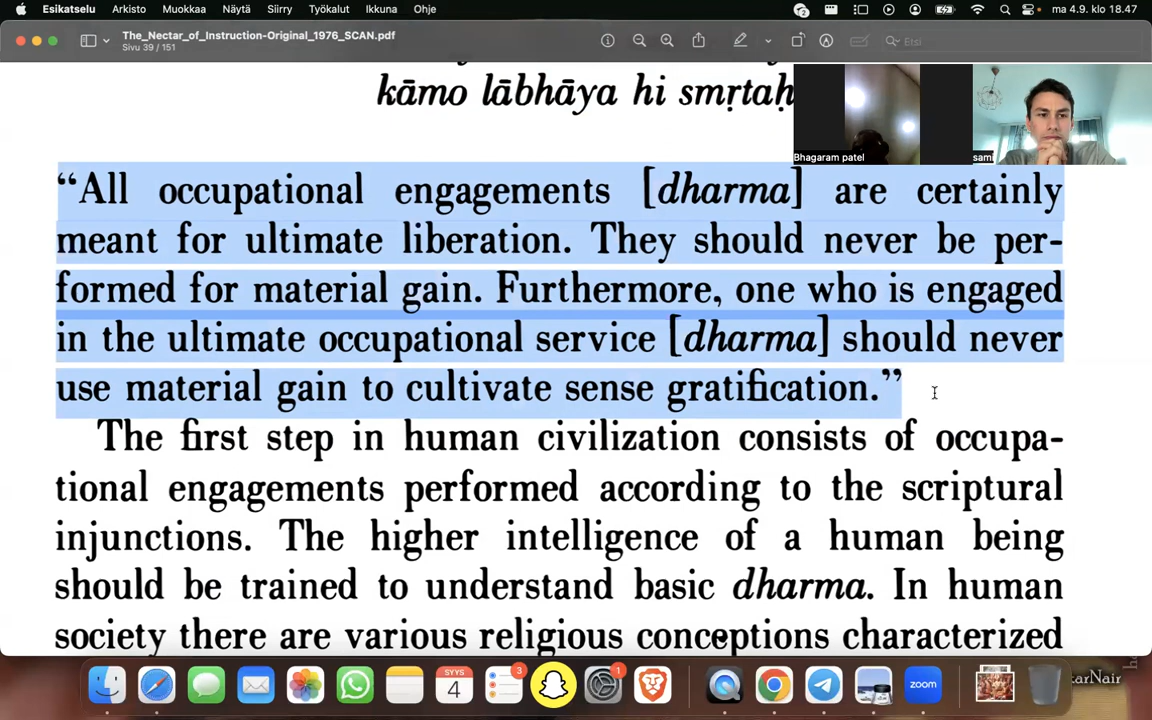 Esikatselu Arkisto Muokkaa Näytä Siirry Työkalut Ikkuna Ohje ma 4.9. klo 18.47
The_Nectar_of_Instruction-Original_1976_SCAN.pdf
Sivu 39 / 151
Etsi
kāmo lābhāya hi smṛtaḥ
Bhagaram patel
sami
“All occupational engagements [dharma] are certainly
meant for ultimate liberation. They should never be per-
formed for material gain. Furthermore, one who is engaged
in the ultimate occupational service [dharma] should never
use material gain to cultivate sense gratification.”
The first step in human civilization consists of occupa-
tional engagements performed according to the scriptural
injunctions. The higher intelligence of a human being
should be trained to understand basic dharma. In human
society there are various religious conceptions characterized
SYYS
4
3
1
zoom